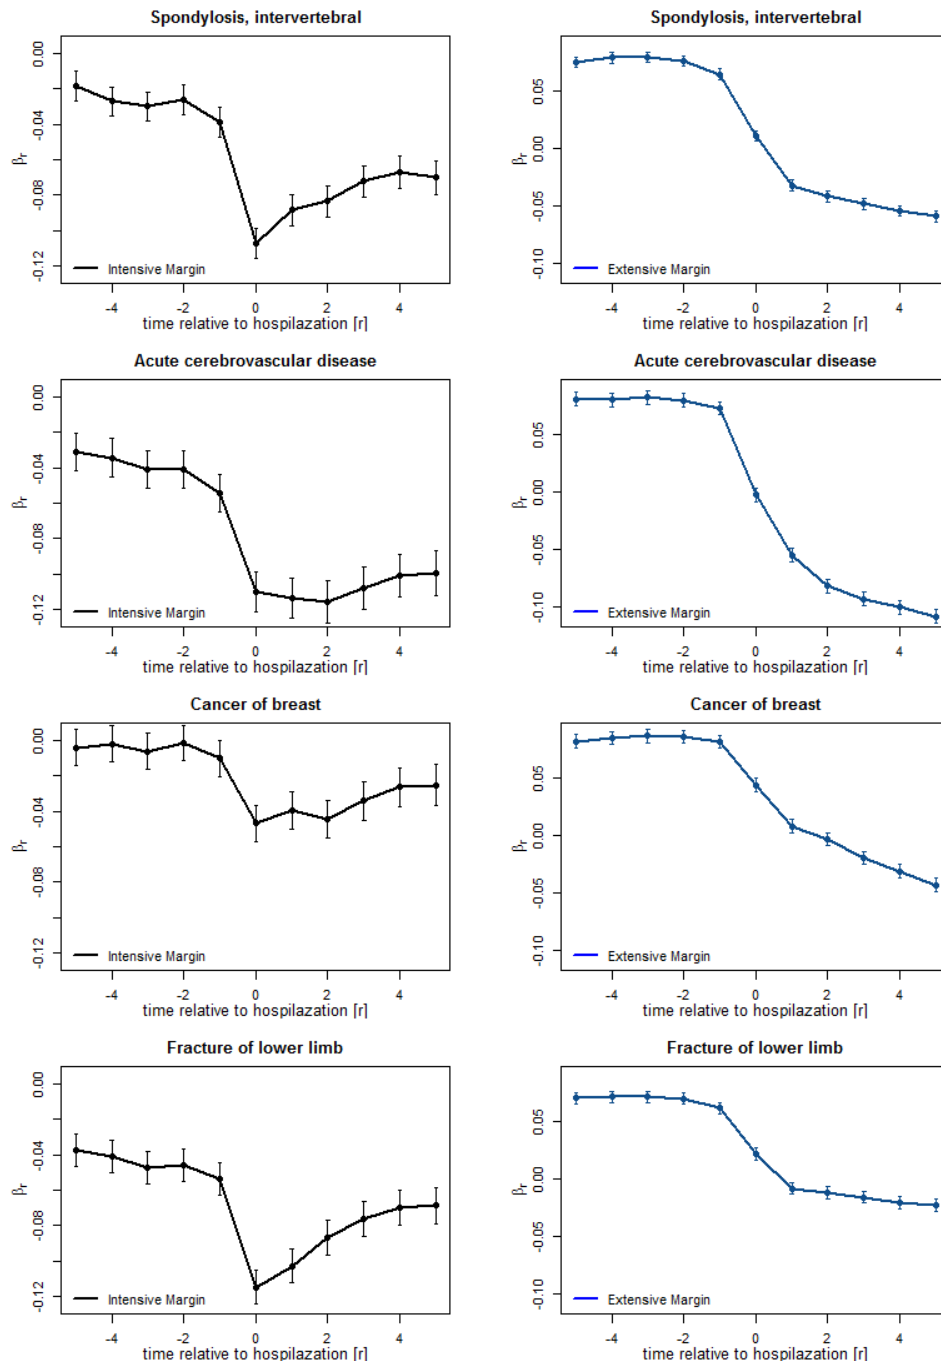 Spondylosis, intervertebral
0.00
-0.04
-0.08
-0.12
βr
Intensive Margin
-4 -2 0 2 4
time relative to hospilazation [r]
Spondylosis, intervertebral
0.05
0.00
-0.05
-0.10
βr
Extensive Margin
-4 -2 0 2 4
time relative to hospilazation [r]
Acute cerebrovascular disease
0.00
-0.04
-0.08
-0.12
βr
Intensive Margin
-4 -2 0 2 4
time relative to hospilazation [r]
Acute cerebrovascular disease
0.05
0.00
-0.05
-0.10
βr
Extensive Margin
-4 -2 0 2 4
time relative to hospilazation [r]
Cancer of breast
0.00
-0.04
-0.08
-0.12
βr
Intensive Margin
-4 -2 0 2 4
time relative to hospilazation [r]
Cancer of breast
0.05
0.00
-0.05
-0.10
βr
Extensive Margin
-4 -2 0 2 4
time relative to hospilazation [r]
Fracture of lower limb
0.00
-0.04
-0.08
-0.12
βr
Intensive Margin
-4 -2 0 2 4
time relative to hospilazation [r]
Fracture of lower limb
0.05
0.00
-0.05
-0.10
βr
Extensive Margin
-4 -2 0 2 4
time relative to hospilazation [r]